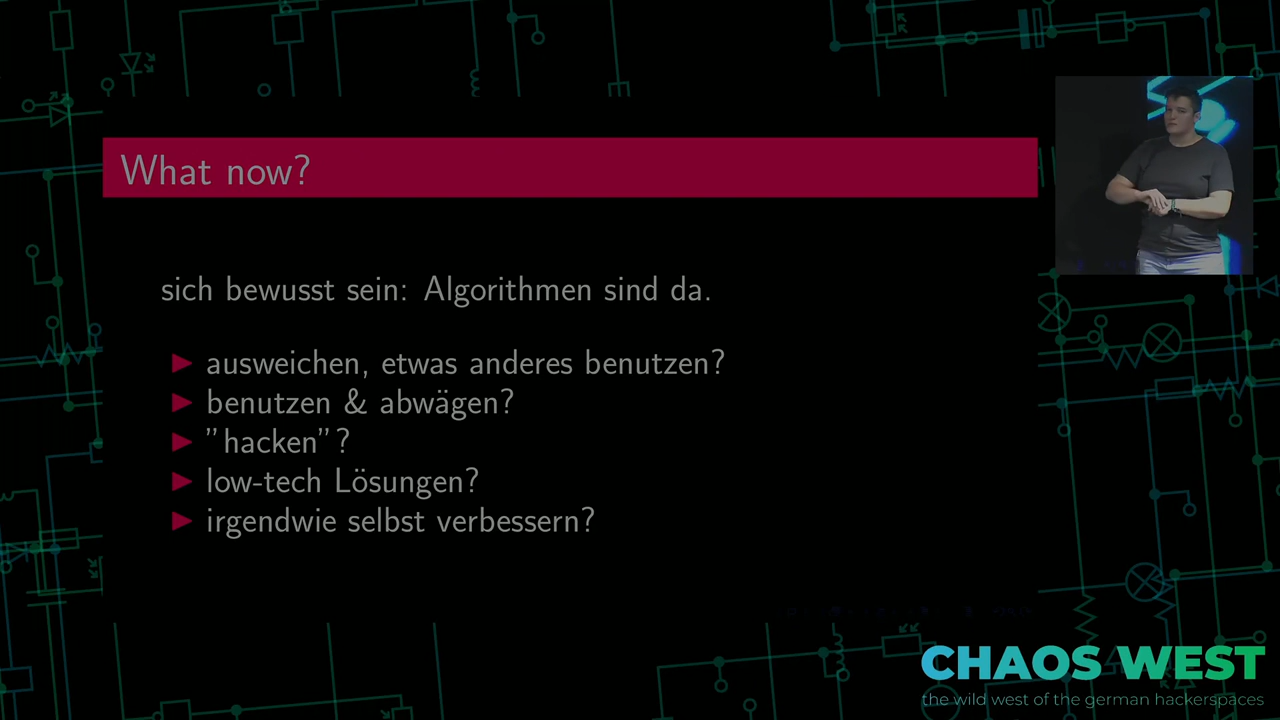 What now?
sich bewusst sein: Algorithmen sind da.
ausweichen, etwas anderes benutzen?
benutzen & abwägen?
”hacken”?
low-tech Lösungen?
irgendwie selbst verbessern?
CHAOS WEST
the wild west of the german hackerspaces